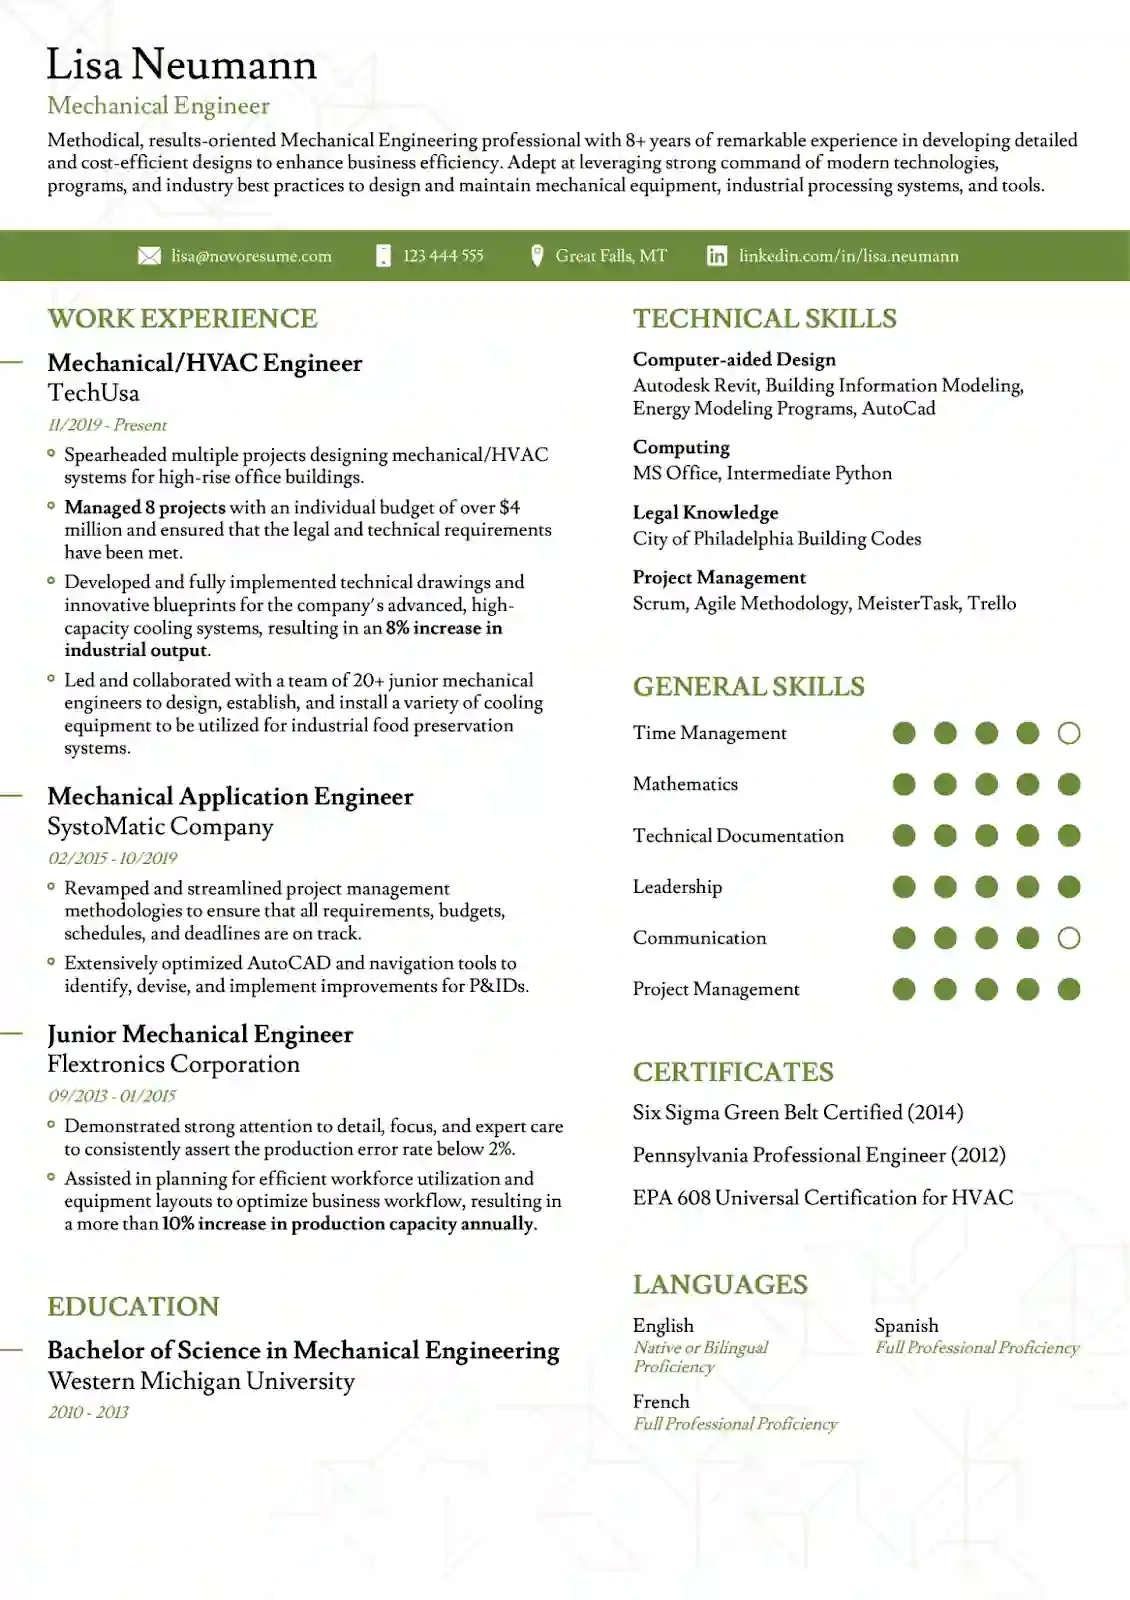 Lisa Neumann
Mechanical Engineer
Methodical, results-oriented Mechanical Engineering professional with 8+ years of remarkable experience in developing detailed
and cost-efficient designs to enhance business efficiency. Adept at leveraging strong command of modern technologies,
programs, and industry best practices to design and maintain mechanical equipment, industrial processing systems, and tools.
lisa@novoresume.com 123 444 555 Great Falls, MT linkedin.com/in/lisa.neumann
WORK EXPERIENCE
Mechanical/HVAC Engineer
TechUsa
11/2019 - Present
Spearheaded multiple projects designing mechanical/HVAC
systems for high-rise office buildings.
Managed 8 projects with an individual budget of over $4
million and ensured that the legal and technical requirements
have been met.
Developed and fully implemented technical drawings and
innovative blueprints for the company's advanced, high-
capacity cooling systems, resulting in an 8% increase in
industrial output.
Led and collaborated with a team of 20+ junior mechanical
engineers to design, establish, and install a variety of cooling
equipment to be utilized for industrial food preservation
systems.
Mechanical Application Engineer
SystoMatic Company
02/2015 - 10/2019
Revamped and streamlined project management
methodologies to ensure that all requirements, budgets,
schedules, and deadlines are on track.
Extensively optimized AutoCAD and navigation tools to
identify, devise, and implement improvements for P&IDs.
Junior Mechanical Engineer
Flextronics Corporation
09/2013 - 01/2015
Demonstrated strong attention to detail, focus, and expert care
to consistently assert the production error rate below 2%.
Assisted in planning for efficient workforce utilization and
equipment layouts to optimize business workflow, resulting in
a more than 10% increase in production capacity annually.
EDUCATION
Bachelor of Science in Mechanical Engineering
Western Michigan University
2010 - 2013
TECHNICAL SKILLS
Computer-aided Design
Autodesk Revit, Building Information Modeling,
Energy Modeling Programs, AutoCad
Computing
MS Office, Intermediate Python
Legal Knowledge
City of Philadelphia Building Codes
Project Management
Scrum, Agile Methodology, MeisterTask, Trello
GENERAL SKILLS
Time Management
Mathematics
Technical Documentation
Leadership
Communication
Project Management
CERTIFICATES
Six Sigma Green Belt Certified (2014)
Pennsylvania Professional Engineer (2012)
EPA 608 Universal Certification for HVAC
LANGUAGES
English
Native or Bilingual
Proficiency
Spanish
Full Professional Proficiency
French
Full Professional Proficiency